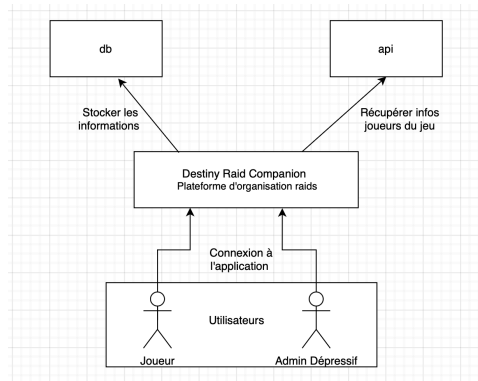 db
api
Stocker les
informations
Récupérer infos
joueurs du jeu
Destiny Raid Companion
Plateforme d'organisation raids
Connexion à
l'application
Utilisateurs
Joueur
Admin Dépressif